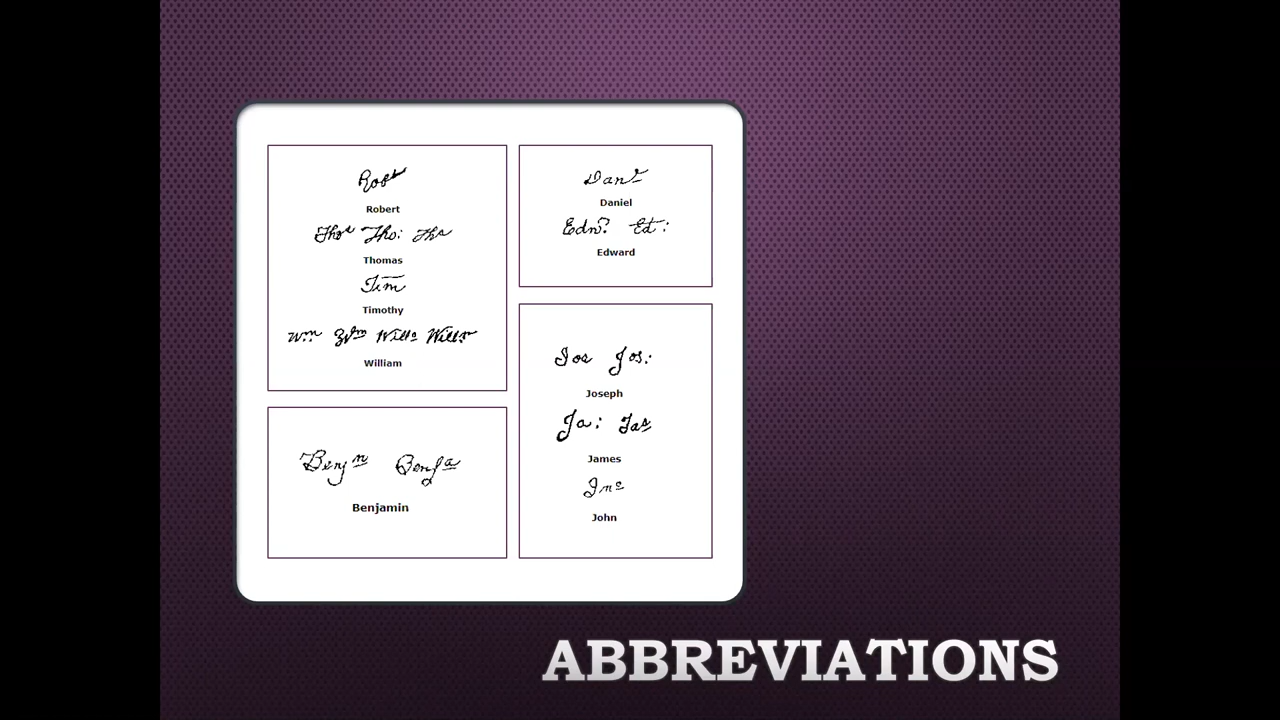 Robt
Robert
Thos Tho: Ths
Thomas
Tim
Timothy
Wm Wm Willm Willm
William
Benjn Benja
Benjamin
Danl
Daniel
Edwd Ed:
Edward
Jos Jos:
Joseph
Ja: Jas
James
Jno
John
ABBREVIATIONS